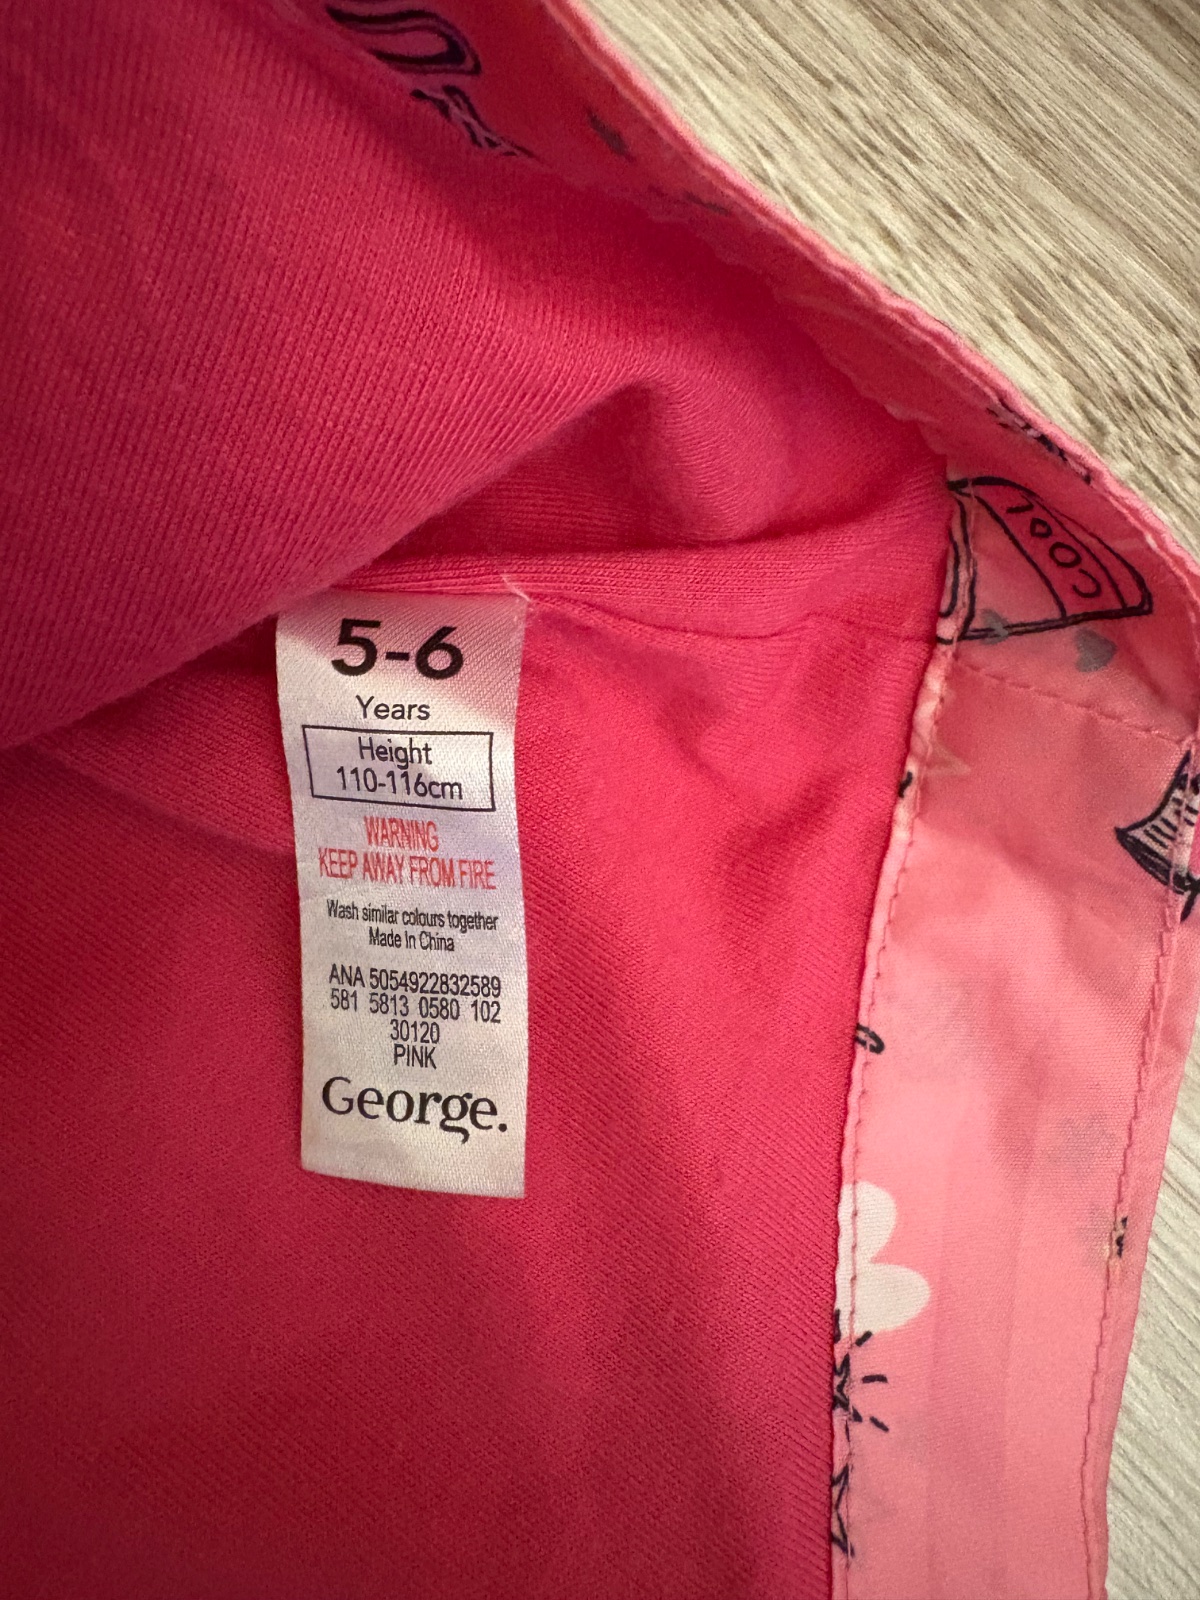 COOL
5-6
Years
Height
110-116cm
WARNING
KEEP AWAY FROM FIRE
Wash similar colours together
Made In China
ANA 5054922832589
581 5813 0580 102
30120
PINK
George.